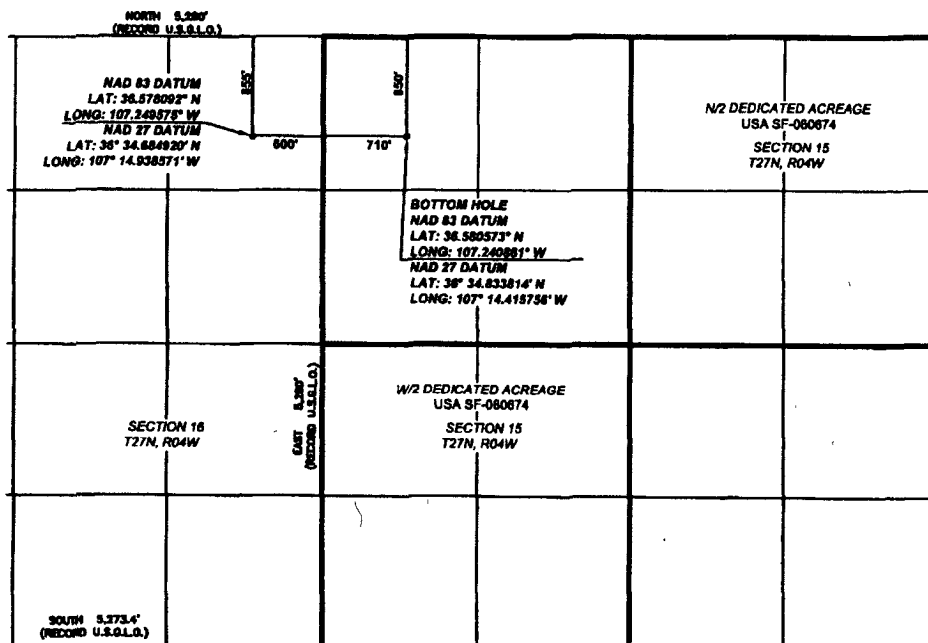 NORTH 5,280'
(RECORD U.S.G.L.O.)
855'
850'
NAD 83 DATUM
LAT: 36.578092° N
LONG: 107.249575° W
NAD 27 DATUM
LAT: 36° 34.684920' N
LONG: 107° 14.938571' W
600'
710'
N/2 DEDICATED ACREAGE
USA SF-080674
SECTION 15
T27N, R04W
BOTTOM HOLE
NAD 83 DATUM
LAT: 36.580573° N
LONG: 107.240861° W
NAD 27 DATUM
LAT: 36° 34.833814' N
LONG: 107° 14.415756' W
EAST 5,280'
(RECORD U.S.G.L.O.)
W/2 DEDICATED ACREAGE
USA SF-080674
SECTION 15
T27N, R04W
SECTION 16
T27N, R04W
SOUTH 5,273.4'
(RECORD U.S.G.L.O.)